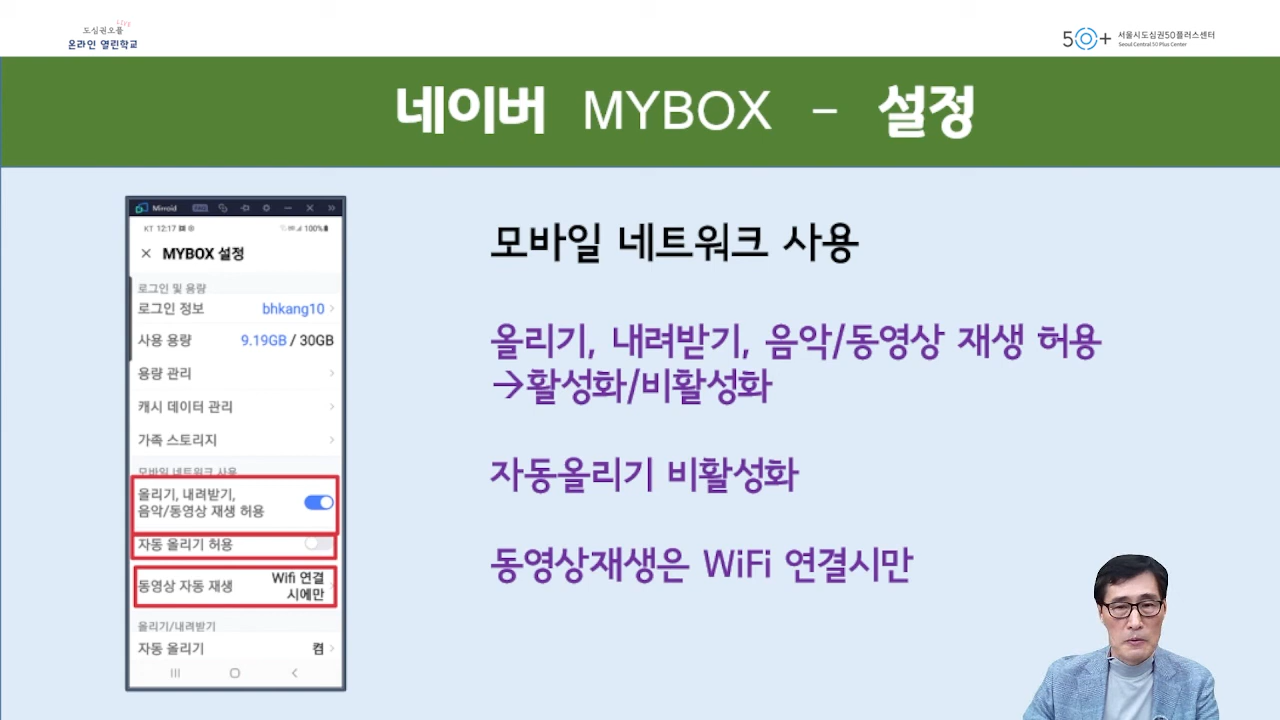 도심권오플
온라인 열린학교
50+ 서울시도심권50플러스센터
Seoul Central 50 Plus Center
네이버 MYBOX - 설정
Mirroid
KT 12:17
100%
× MYBOX 설정
로그인 및 용량
로그인 정보 bhkang10
사용 용량 9.19GB / 30GB
용량 관리
캐시 데이터 관리
가족 스토리지
모바일 네트워크 사용
올리기, 내려받기,
음악/동영상 재생 허용
자동 올리기 허용
동영상 자동 재생 Wifi 연결
시에만
올리기/내려받기
자동 올리기 켬
모바일 네트워크 사용
올리기, 내려받기, 음악/동영상 재생 허용
→활성화/비활성화
자동올리기 비활성화
동영상재생은 WiFi 연결시만